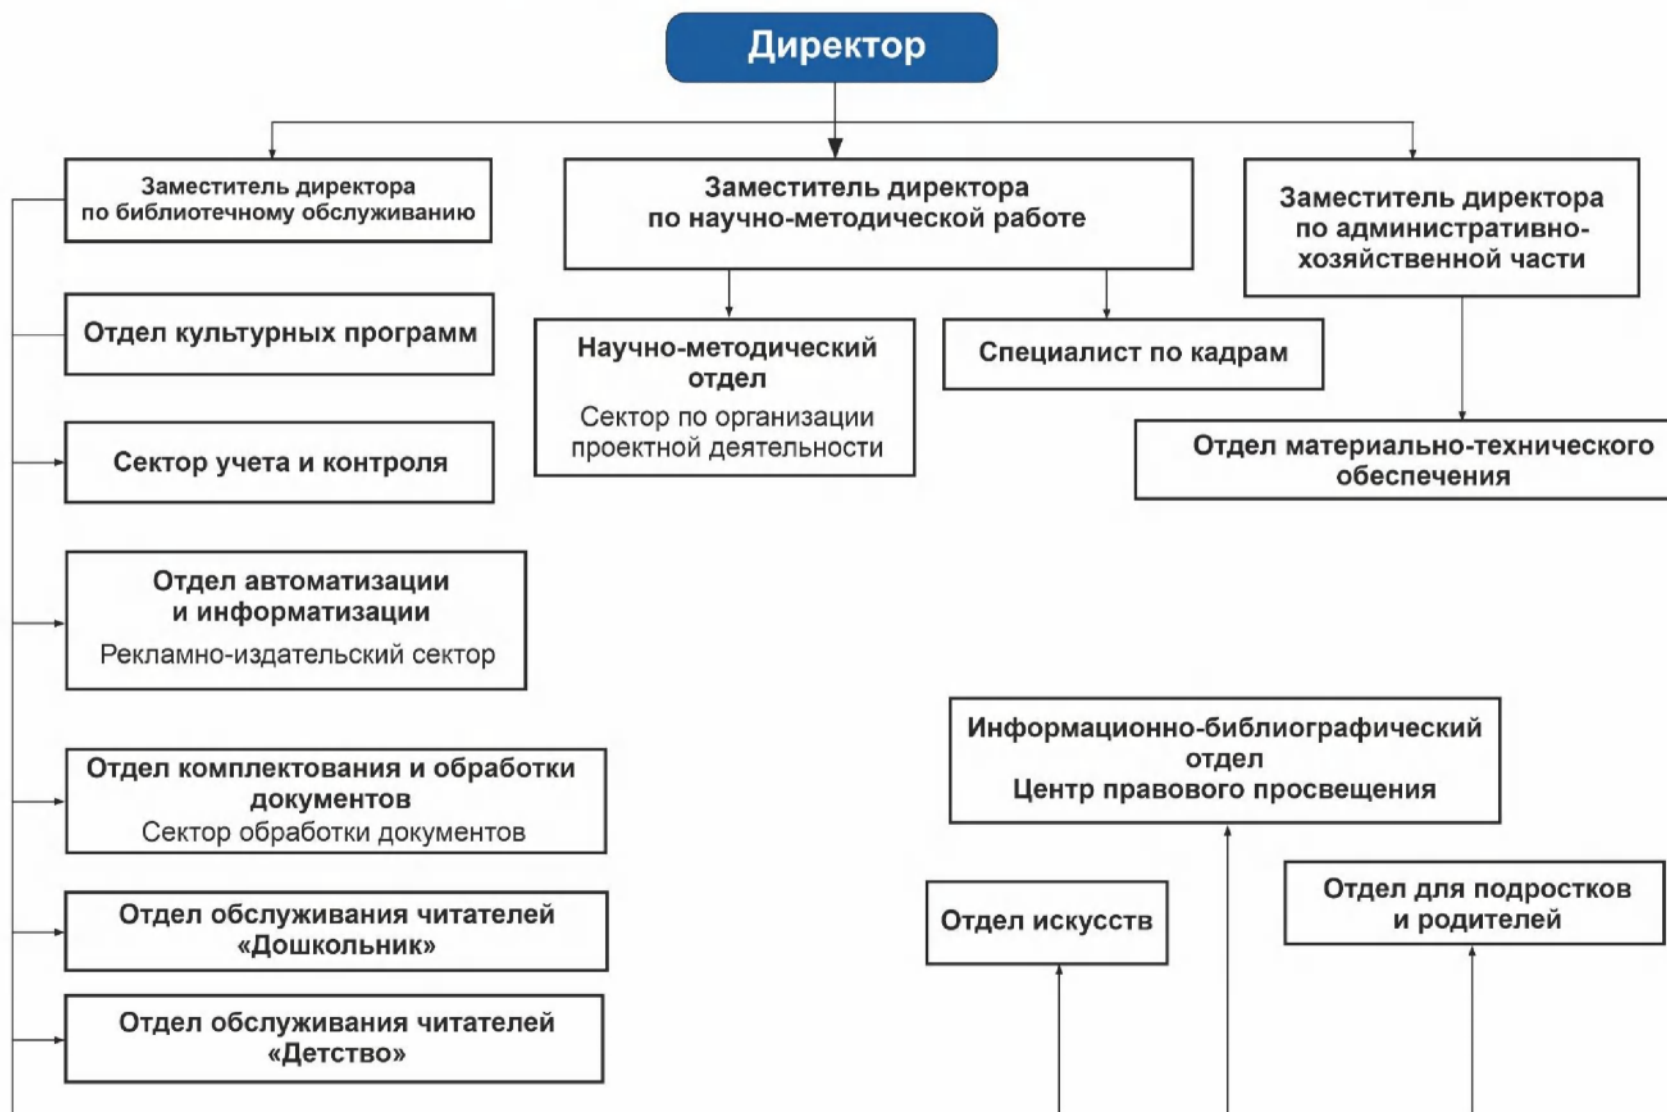 Директор
Заместитель директора
по библиотечному обслуживанию
Заместитель директора
по научно-методической работе
Заместитель директора
по административно-
хозяйственной части
Отдел культурных программ
Научно-методический
отдел
Сектор по организации
проектной деятельности
Специалист по кадрам
Сектор учета и контроля
Отдел материально-технического
обеспечения
Отдел автоматизации
и информатизации
Рекламно-издательский сектор
Отдел комплектования и обработки
документов
Сектор обработки документов
Информационно-библиографический
отдел
Центр правового просвещения
Отдел обслуживания читателей
«Дошкольник»
Отдел искусств
Отдел для подростков
и родителей
Отдел обслуживания читателей
«Детство»